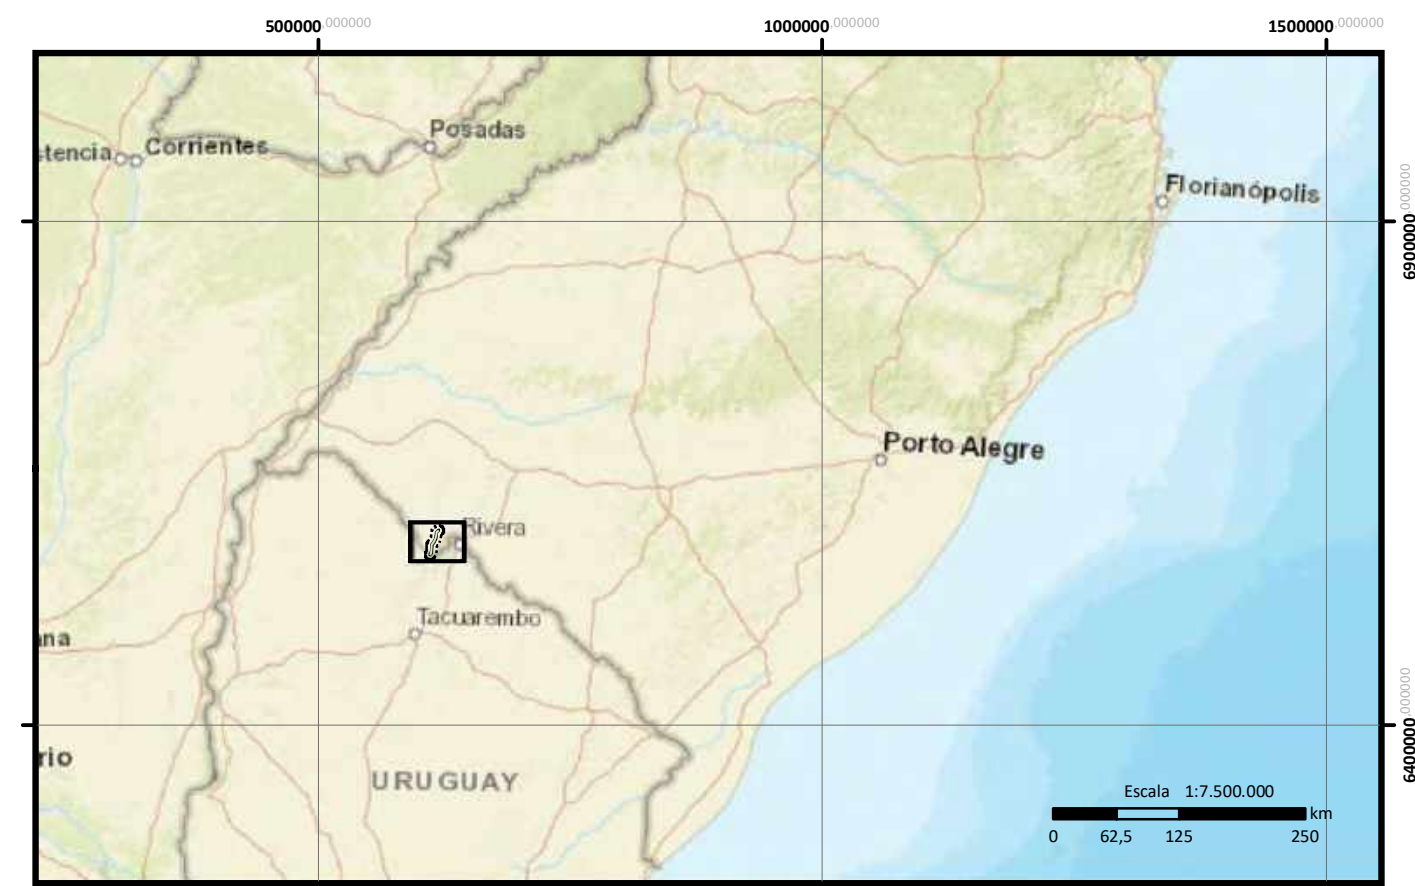 500000,000000
1000000,000000
1500000,000000
Posadas
stencia
Corrientes
Florianópolis
6900000,000000
Porto Alegre
Rivera
Tacuarembo
ana
6400000,000000
rio
URUGUAY
Escala 1:7.500.000
km
0 62,5 125 250